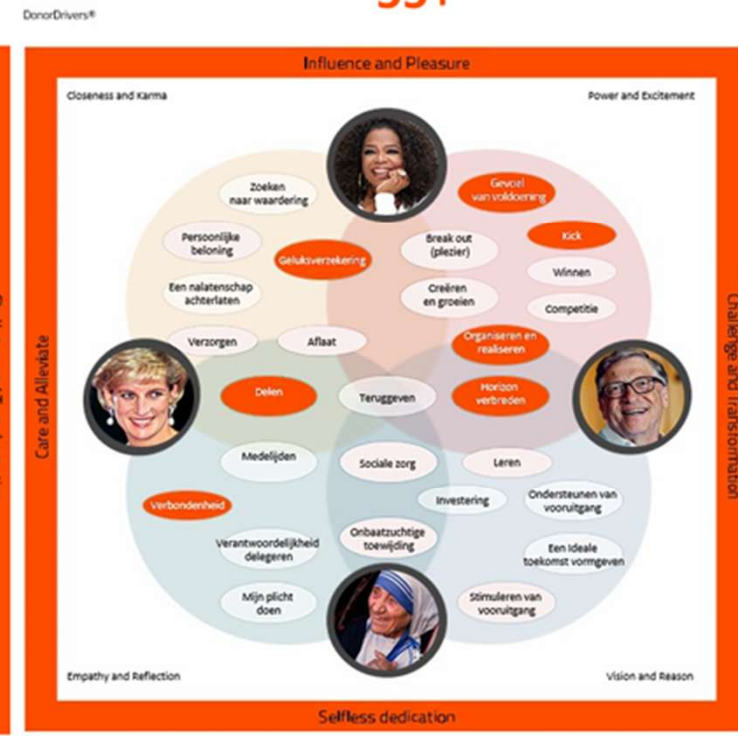 DonorDrivers®
Influence and Pleasure
Closeness and Karma
Power and Excitement
Zoeken
naar waardering
Gevoel
van voldoening
Persoonlijke
beloning
Break out
(plezier)
Kick
Geluksverzekering
Winnen
Een nalatenschap
achterlaten
Creëren
en groeien
Competitie
Verzorgen
Aflaat
Organiseren en
realiseren
Care and Alleviate
Challenge and Transformation
Delen
Teruggeven
Horizon
verbreden
Medelijden
Sociale zorg
Leren
Verbondenheid
Investering
Ondersteunen van
vooruitgang
Verantwoordelijkheid
delegeren
Onbaatzuchtige
toewijding
Een Ideale
toekomst vormgeven
Mijn plicht
doen
Stimuleren van
vooruitgang
Empathy and Reflection
Vision and Reason
Selfless dedication